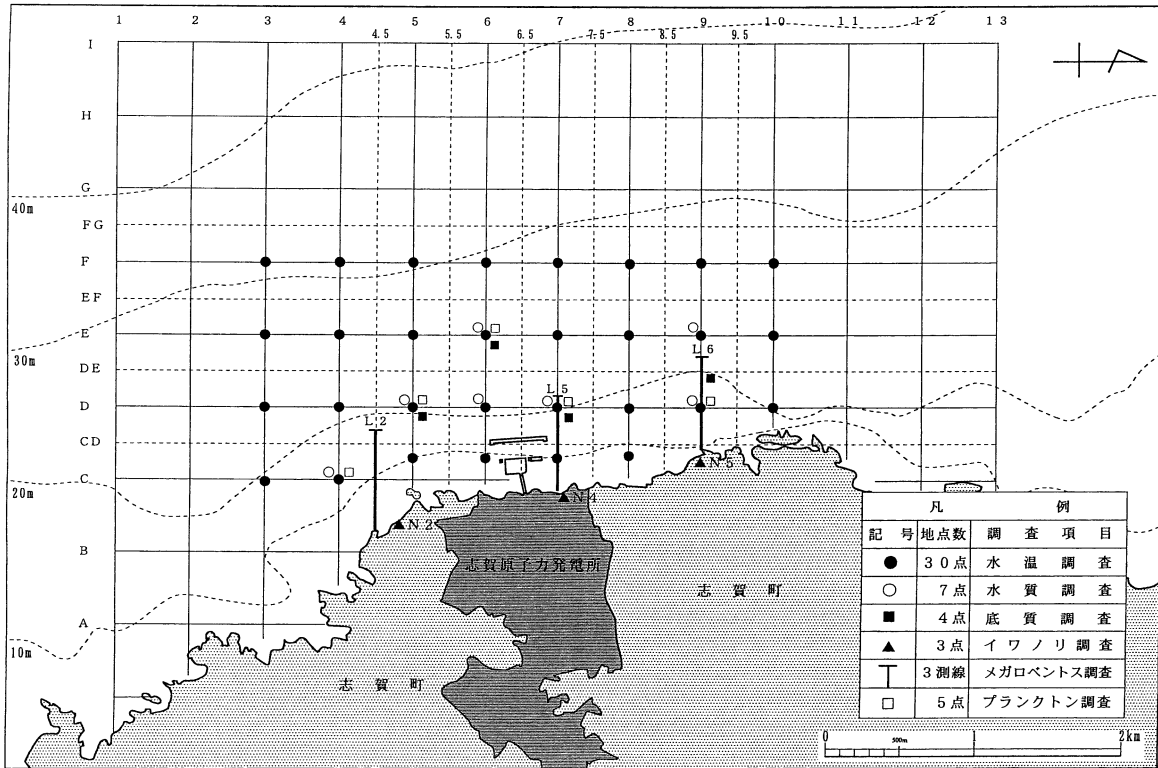 1 2 3 4 5 6 7 8 9 10 11 12 13
4.5 5.5 6.5 7.5 8.5 9.5
I
H
G
40m
FG
F
EF
E
30m
DE
L6
D
L5
L2
CD
N5
C
20m
N4
N2
B
志賀原子力発電所
志賀町
A
10m
志賀町
凡例
記号 地点数 調査項目
● 30点 水温調査
○ 7点 水質調査
■ 4点 底質調査
▲ 3点 イワノリ調査
3測線 メガロベントス調査
□ 5点 プランクトン調査
0 500m 1 2km